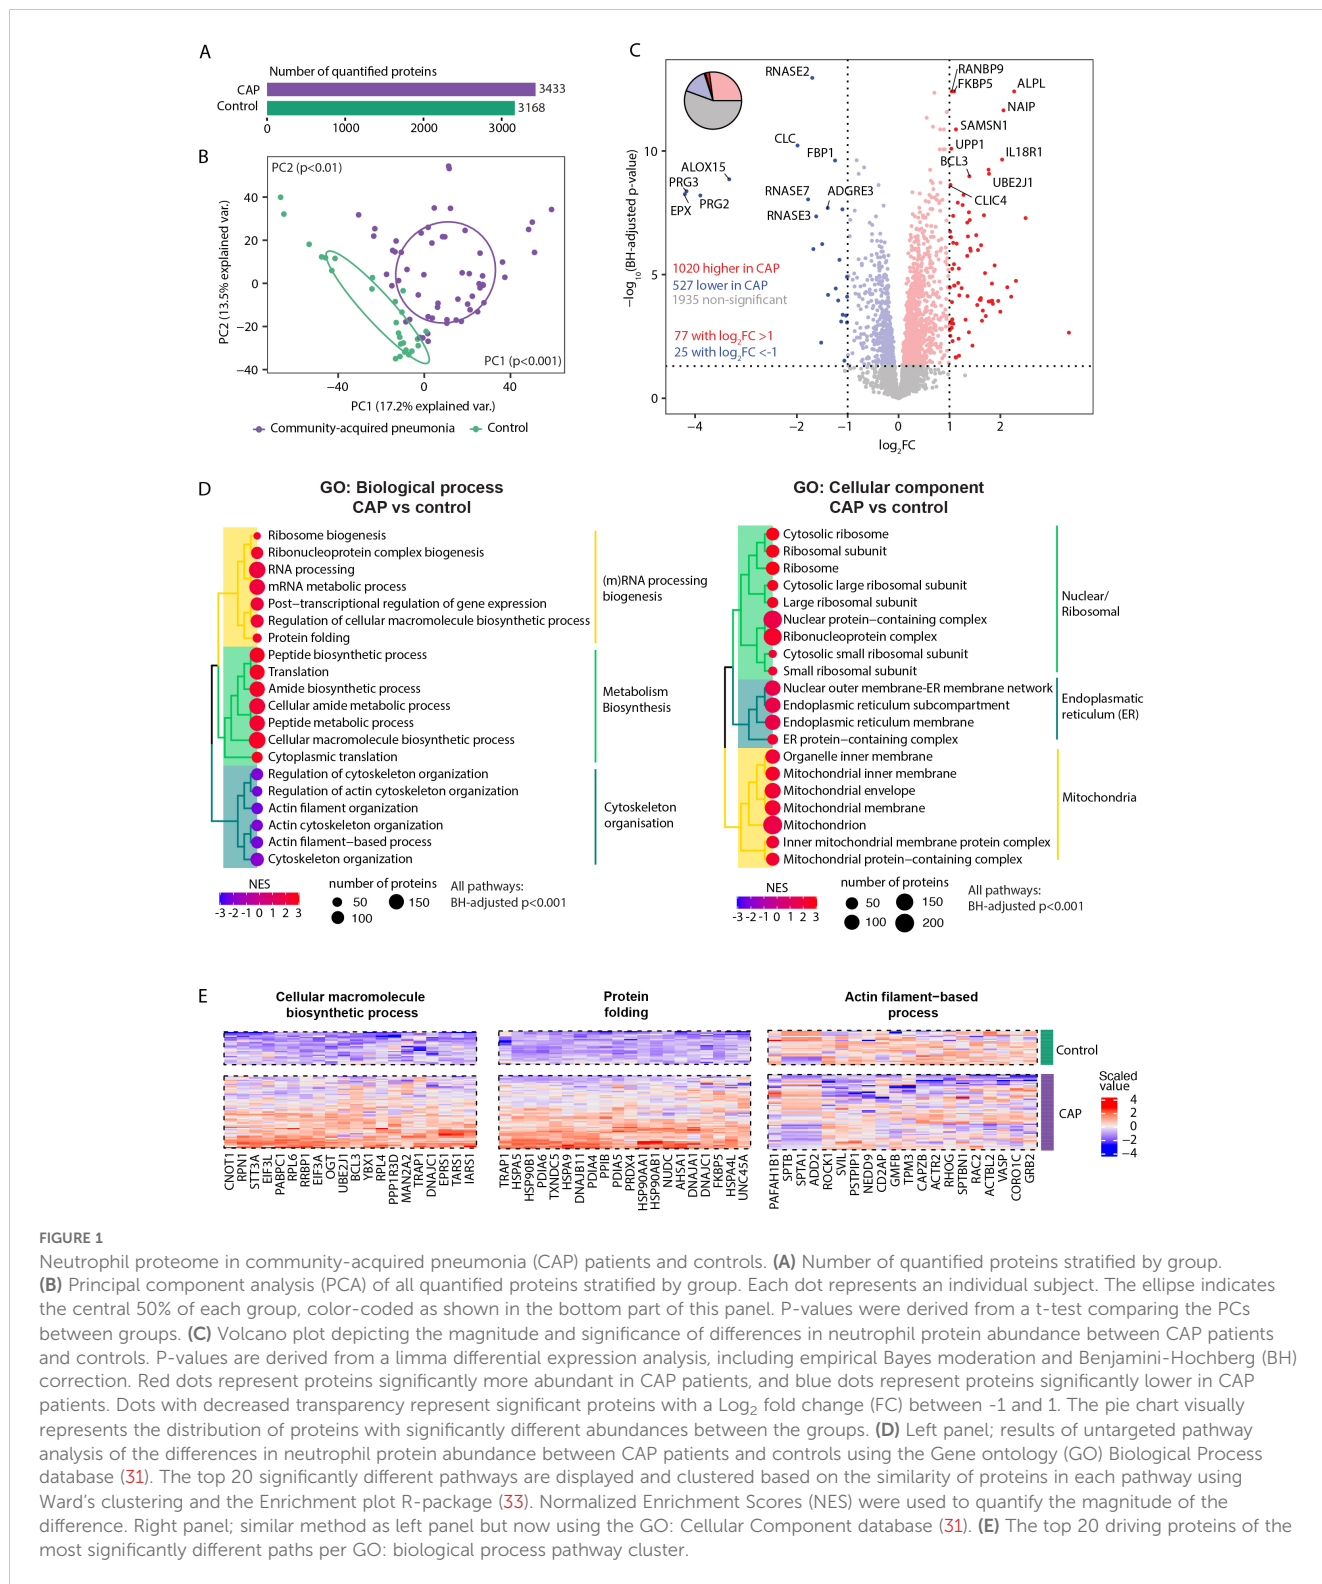 A
Number of quantified proteins
CAP
3433
Control
3168
0
1000
2000
3000
B
PC2 (p<0.01)
40
20
0
−20
−40
PC2 (13.5% explained var.)
PC1 (p<0.001)
−40
0
40
PC1 (17.2% explained var.)
Community-acquired pneumonia
Control
C
RNASE2
RANBP9
FKBP5
ALPL
NAIP
SAMSN1
CLC
FBP1
UPP1
IL18R1
BCL3
ALOX15
UBE2J1
PRG3
PRG2
EPX
RNASE7
ADGRE3
CLIC4
RNASE3
1020 higher in CAP
527 lower in CAP
1935 non-significant
77 with log2FC >1
25 with log2FC <-1
10
5
0
−log10(BH-adjusted p-value)
−4
−2
−1
0
1
2
log2FC
D
GO: Biological process
CAP vs control
Ribosome biogenesis
Ribonucleoprotein complex biogenesis
RNA processing
mRNA metabolic process
Post−transcriptional regulation of gene expression
Regulation of cellular macromolecule biosynthetic process
Protein folding
Peptide biosynthetic process
Translation
Amide biosynthetic process
Cellular amide metabolic process
Peptide metabolic process
Cellular macromolecule biosynthetic process
Cytoplasmic translation
Regulation of cytoskeleton organization
Regulation of actin cytoskeleton organization
Actin filament organization
Actin cytoskeleton organization
Actin filament−based process
Cytoskeleton organization
(m)RNA processing
biogenesis
Metabolism
Biosynthesis
Cytoskeleton
organisation
NES
-3 -2 -1 0 1 2 3
number of proteins
50
150
100
All pathways:
BH-adjusted p<0.001
GO: Cellular component
CAP vs control
Cytosolic ribosome
Ribosomal subunit
Ribosome
Cytosolic large ribosomal subunit
Large ribosomal subunit
Nuclear protein−containing complex
Ribonucleoprotein complex
Cytosolic small ribosomal subunit
Small ribosomal subunit
Nuclear outer membrane-ER membrane network
Endoplasmic reticulum subcompartment
Endoplasmic reticulum membrane
ER protein−containing complex
Organelle inner membrane
Mitochondrial inner membrane
Mitochondrial envelope
Mitochondrial membrane
Mitochondrion
Inner mitochondrial membrane protein complex
Mitochondrial protein−containing complex
Nuclear/
Ribosomal
Endoplasmatic
reticulum (ER)
Mitochondria
NES
-3 -2 -1 0 1 2 3
number of proteins
50
150
100
200
All pathways:
BH-adjusted p<0.001
E
Cellular macromolecule
biosynthetic process
Protein
folding
Actin filament−based
process
Control
CAP
Scaled
value
4
2
0
−2
−4
CNOT1
RPN1
STT3A
EIF3L
PABPC1
RPL6
RRBP1
EIF3A
OGT
UBE2J1
BCL3
YBX1
RPL4
PPP1R3D
MAN2A2
TRAP1
DNAJC1
EPRS1
TARS1
IARS1
TRAP1
HSPA5
HSP90B1
PDIA6
TXNDC5
HSPA9
DNAJB11
PDIA4
PPIB
PDIA5
PRDX4
HSP90AA1
HSP90AB1
NUDC
AHSA1
DNAJA1
DNAJC1
FKBP5
HSPA4L
UNC45A
PAFAH1B1
SPTB
SPTA1
ADD2
ROCK1
SVIL
PSTPIP1
NEDD9
CD2AP
GMFB
TPM1
CAPZB
ACTR2
RHOG
SPTBN1
RAC2
ACTBL2
VASP
CORO1C
GRB2
FIGURE 1
Neutrophil proteome in community-acquired pneumonia (CAP) patients and controls. (A) Number of quantified proteins stratified by group.
(B) Principal component analysis (PCA) of all quantified proteins stratified by group. Each dot represents an individual subject. The ellipse indicates
the central 50% of each group, color-coded as shown in the bottom part of this panel. P-values were derived from a t-test comparing the PCs
between groups. (C) Volcano plot depicting the magnitude and significance of differences in neutrophil protein abundance between CAP patients
and controls. P-values are derived from a limma differential expression analysis, including empirical Bayes moderation and Benjamini-Hochberg (BH)
correction. Red dots represent proteins significantly more abundant in CAP patients, and blue dots represent proteins significantly lower in CAP
patients. Dots with decreased transparency represent significant proteins with a Log2 fold change (FC) between -1 and 1. The pie chart visually
represents the distribution of proteins with significantly different abundances between the groups. (D) Left panel; results of untargeted pathway
analysis of the differences in neutrophil protein abundance between CAP patients and controls using the Gene ontology (GO) Biological Process
database (31). The top 20 significantly different pathways are displayed and clustered based on the similarity of proteins in each pathway using
Ward's clustering and the Enrichment plot R-package (33). Normalized Enrichment Scores (NES) were used to quantify the magnitude of the
difference. Right panel; similar method as left panel but now using the GO: Cellular Component database (31). (E) The top 20 driving proteins of the
most significantly different paths per GO: biological process pathway cluster.